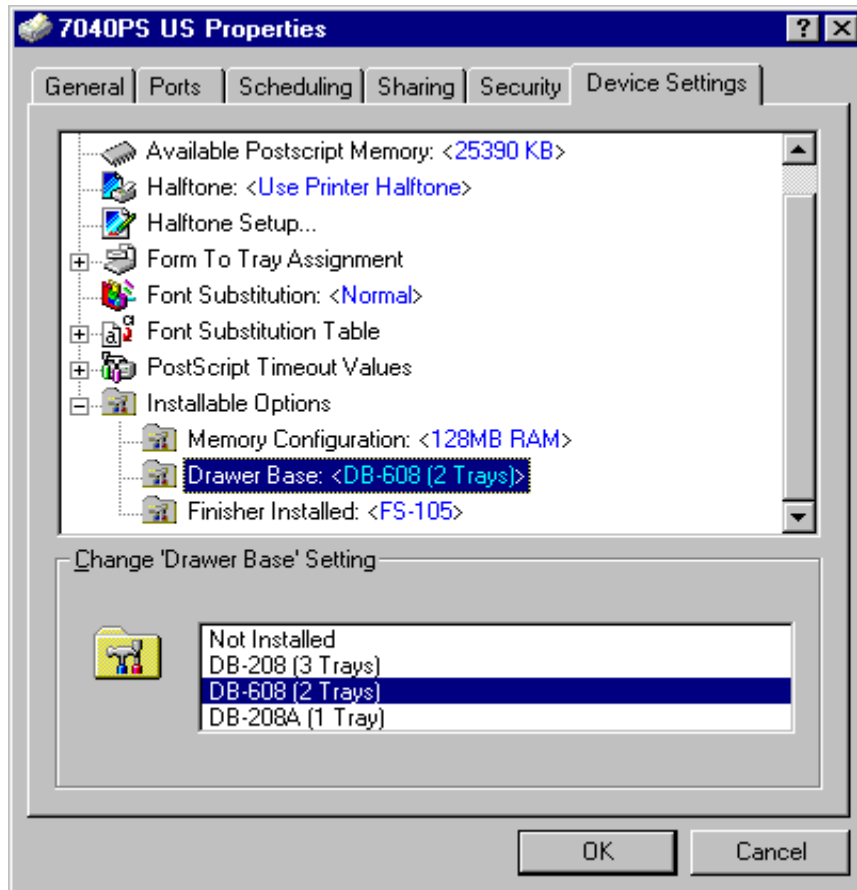 7040PS US Properties
General Ports Scheduling Sharing Security Device Settings
Available Postscript Memory: <25390 KB>
Halftone: <Use Printer Halftone>
Halftone Setup...
Form To Tray Assignment
Font Substitution: <Normal>
Font Substitution Table
PostScript Timeout Values
Installable Options
Memory Configuration: <128MB RAM>
Drawer Base: <DB-608 (2 Trays)>
Finisher Installed: <FS-105>
Change 'Drawer Base' Setting
Not Installed
DB-208 (3 Trays)
DB-608 (2 Trays)
DB-208A (1 Tray)
OK Cancel